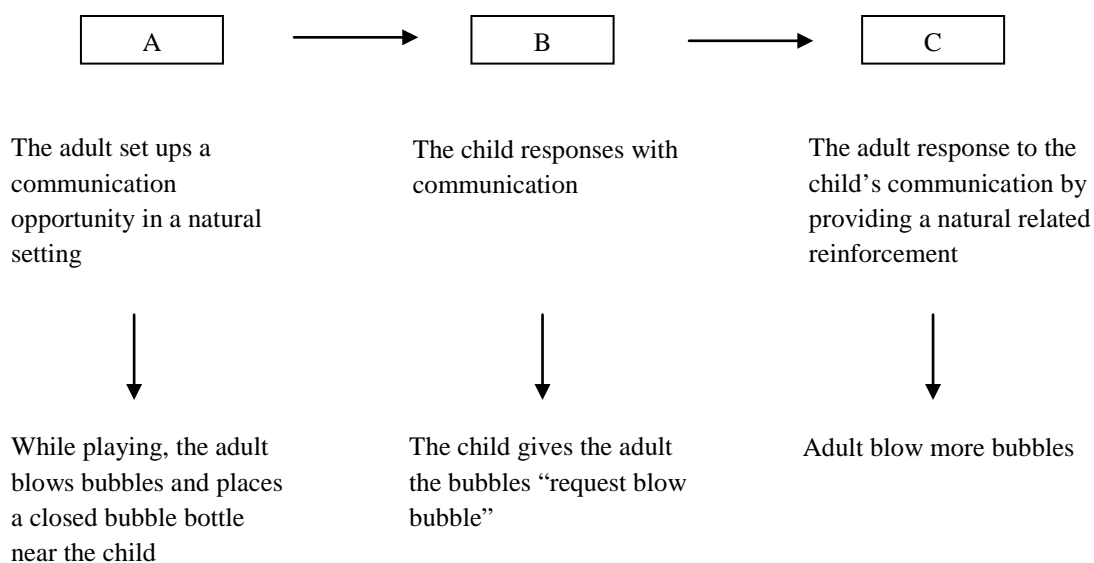 A
B
C
The adult set ups a
communication
opportunity in a natural
setting
The child responses with
communication
The adult response to the
child’s communication by
providing a natural related
reinforcement
While playing, the adult
blows bubbles and places
a closed bubble bottle
near the child
The child gives the adult
the bubbles “request blow
bubble”
Adult blow more bubbles